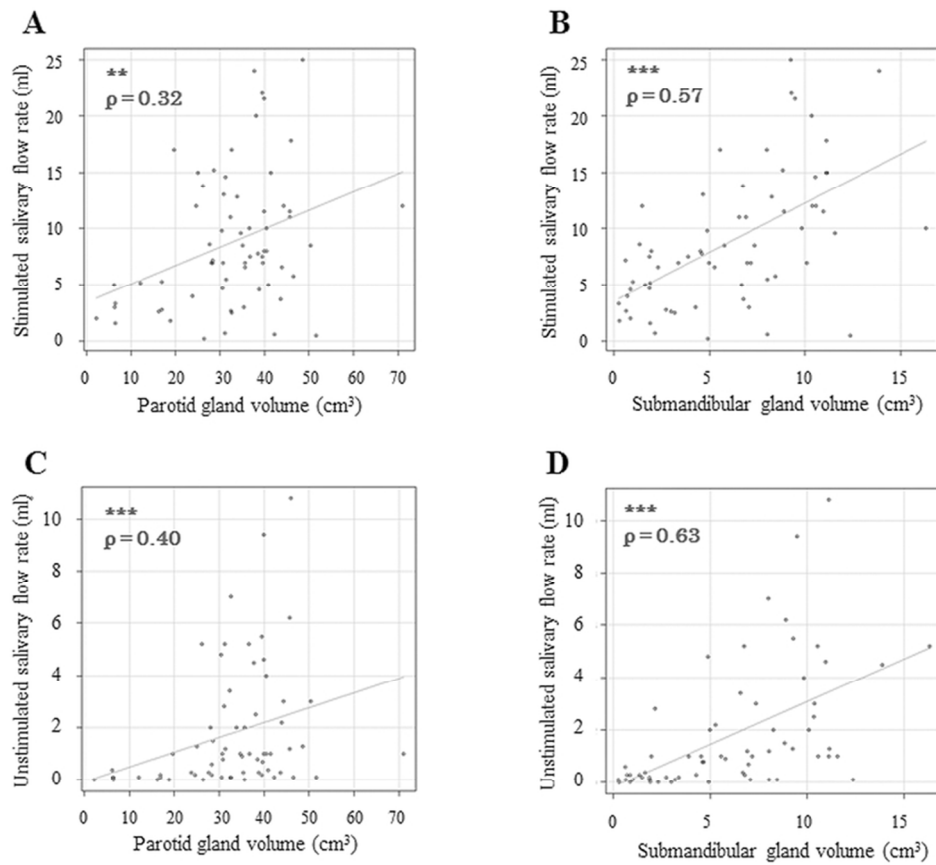 A
Stimulated salivary flow rate (ml)
25
20
15
10
5
0
**
ρ=0.32
0 10 20 30 40 50 60 70
Parotid gland volume (cm³)
B
Stimulated salivary flow rate (ml)
25
20
15
10
5
0
***
ρ=0.57
0 5 10 15
Submandibular gland volume (cm³)
C
Unstimulated salivary flow rate (ml)
10
8
6
4
2
0
***
ρ=0.40
0 10 20 30 40 50 60 70
Parotid gland volume (cm³)
D
Unstimulated salivary flow rate (ml)
10
8
6
4
2
0
***
ρ=0.63
0 5 10 15
Submandibular gland volume (cm³)